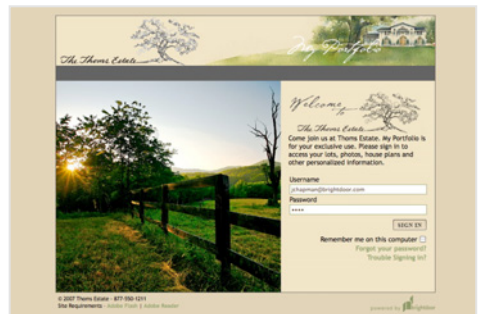 The Thoms Estate
My Portfolio
Welcome
to
The Thoms Estate
Come join us at Thoms Estate. My Portfolio is
for your exclusive use. Please sign in to
access your lots, photos, house plans and
other personalized information.
Username
jchapman@brightdoor.com
Password
••••
SIGN IN
Remember me on this computer
Forgot your password?
Trouble Signing in?
© 2007 Thoms Estate - 877-550-1211
Site Requirements - Adobe Flash | Adobe Reader
powered by brightdoor